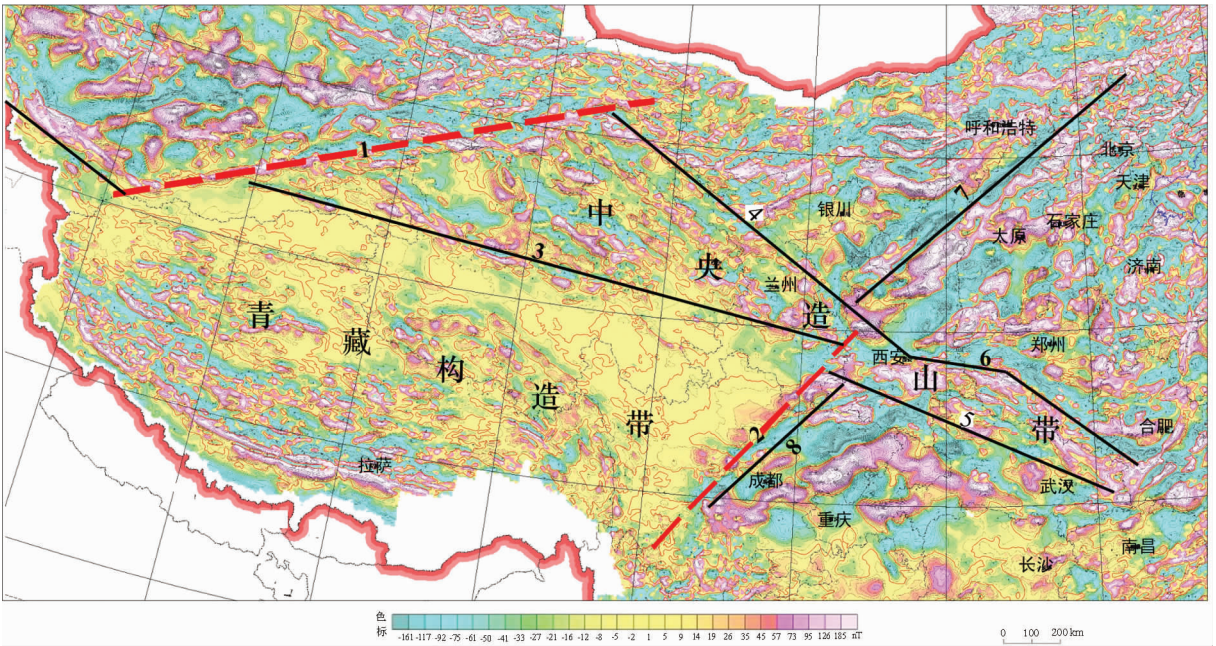 呼和浩特
北京
天津
1
7
中
4
银川
石家庄
太原
3
央
济南
兰州
青
造
藏
西安
6
郑州
构
山
造
5
带
2
带
合肥
8
拉萨
成都
武汉
重庆
南昌
长沙
色标
-161 -117 -92 -75 -61 -50 -41 -33 -27 -21 -16 -12 -8 -5 -2 1 5 9 14 19 26 35 45 57 73 95 126 185 nT
0 100 200 km